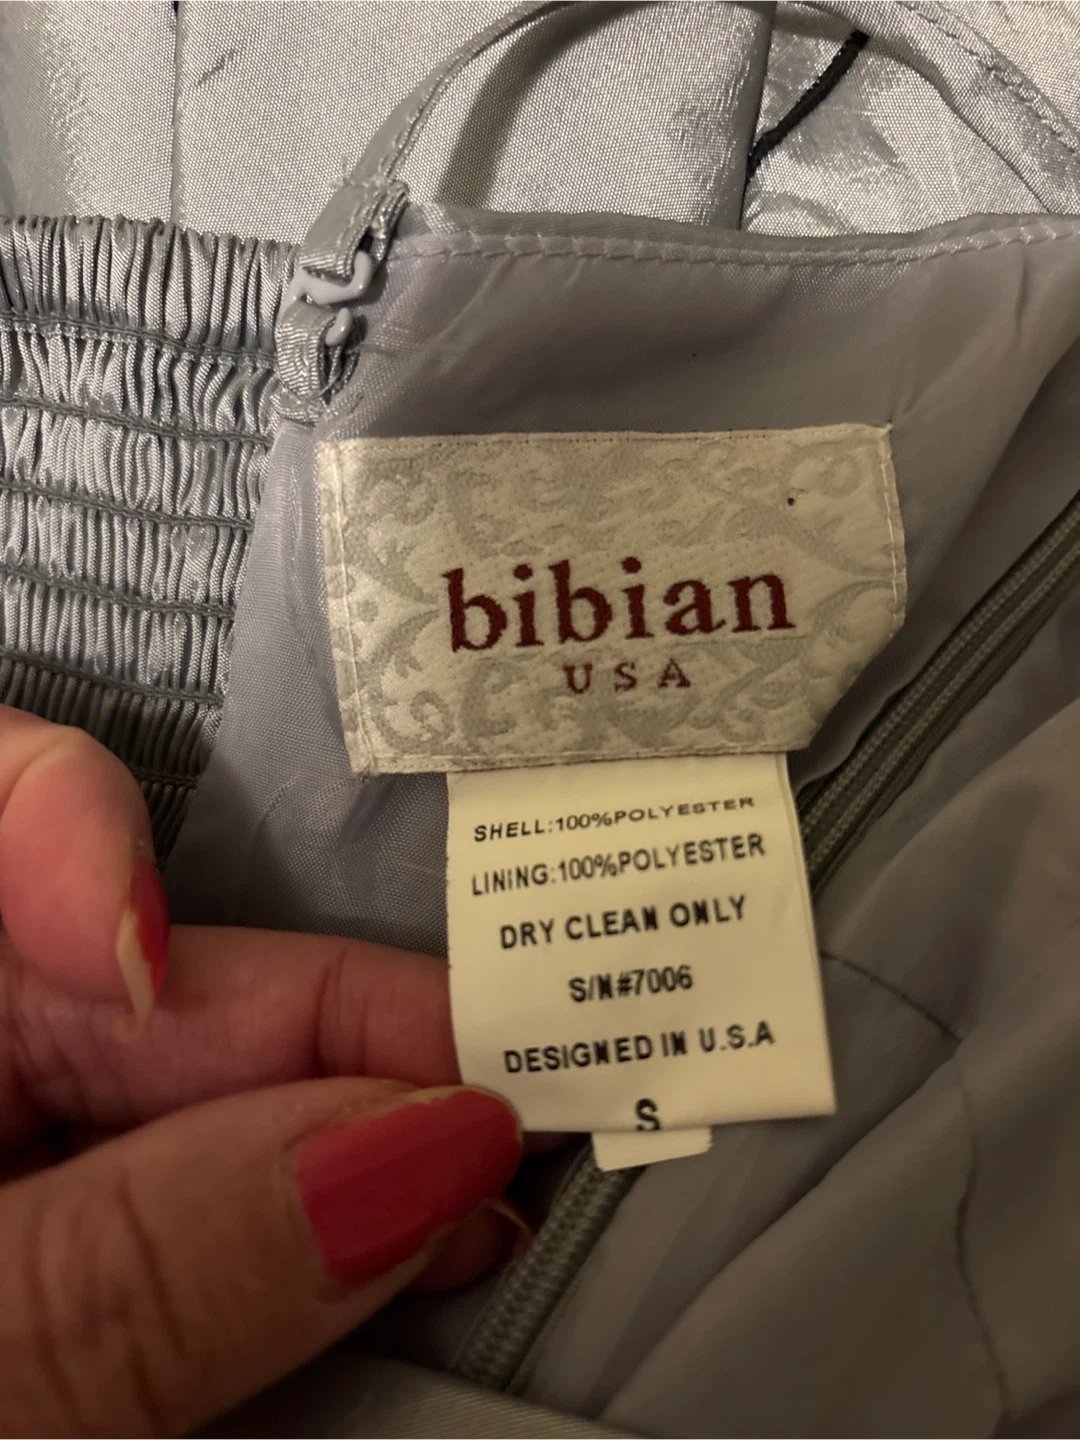 bibian
USA
SHELL:100%POLYESTER
LINING:100%POLYESTER
DRY CLEAN ONLY
S/N#7006
DESIGNED IN U.S.A
S